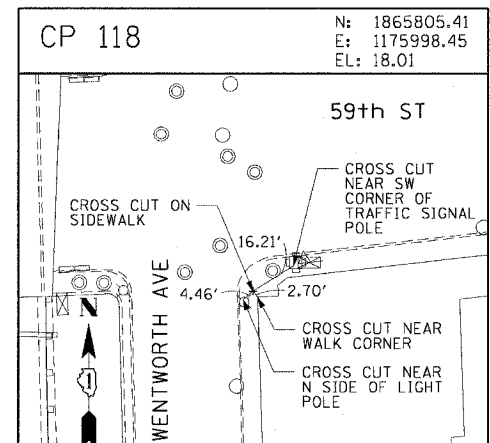 CP 118
N: 1865805.41
E: 1175998.45
EL: 18.01
59th ST
CROSS CUT
NEAR SW
CORNER OF
TRAFFIC SIGNAL
POLE
CROSS CUT ON
SIDEWALK
16.21'
4.46'
2.70'
WENTWORTH AVE
CROSS CUT NEAR
WALK CORNER
CROSS CUT NEAR
N SIDE OF LIGHT
POLE
N
1